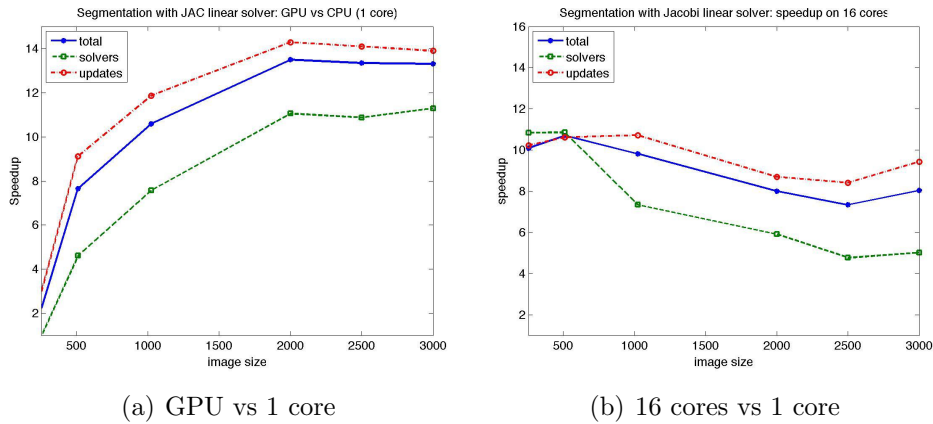 Segmentation with JAC linear solver: GPU vs CPU (1 core)
total
solvers
updates
Speedup
14
12
10
8
6
4
2
500
1000
1500
2000
2500
3000
image size
(a) GPU vs 1 core
Segmentation with Jacobi linear solver: speedup on 16 cores
total
solvers
updates
speedup
16
14
12
10
8
6
4
2
500
1000
1500
2000
2500
3000
image size
(b) 16 cores vs 1 core